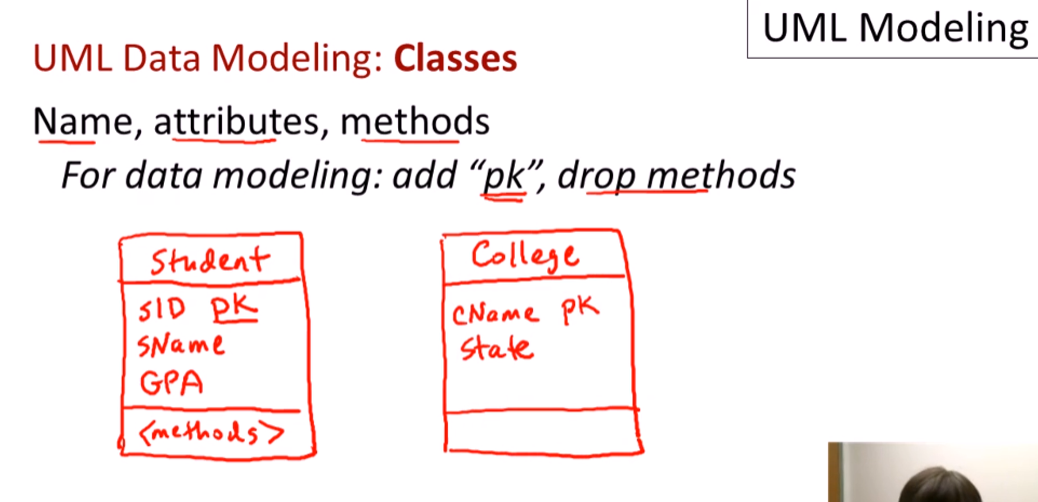 UML Modeling
UML Data Modeling: Classes
Name, attributes, methods
For data modeling: add “pk”, drop methods
Student
SID PK
SName
GPA
<methods>
College
CName PK
State